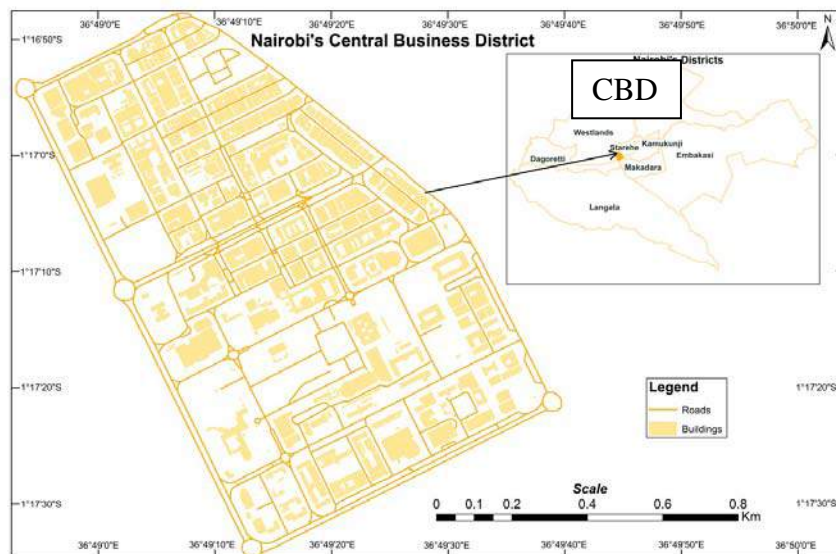 36°49'0"E 36°49'10"E 36°49'20"E 36°49'30"E 36°49'40"E 36°49'50"E 36°50'0"E
N
1°16'50"S
Nairobi's Central Business District
Nairobi's Districts
CBD
Westlands
Kamukunji
Starehe
1°17'0"S
Embakasi
Dagoretti
Makadara
Langata
1°17'10"S
1°17'20"S 1°17'20"S
Legend
Roads
Buildings
Scale
1°17'30"S 1°17'30"S
0 0.1 0.2 0.4 0.6 0.8
Km
36°49'0"E 36°49'10"E 36°49'20"E 36°49'30"E 36°49'40"E 36°49'50"E 36°50'0"E